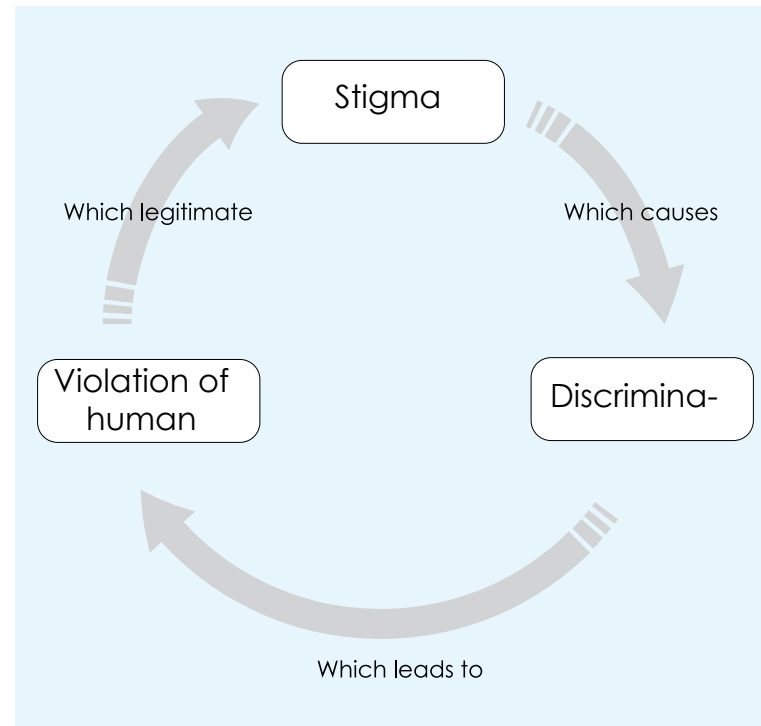 Stigma
Which causes
Discrimina-
Which leads to
Violation of
human
Which legitimate